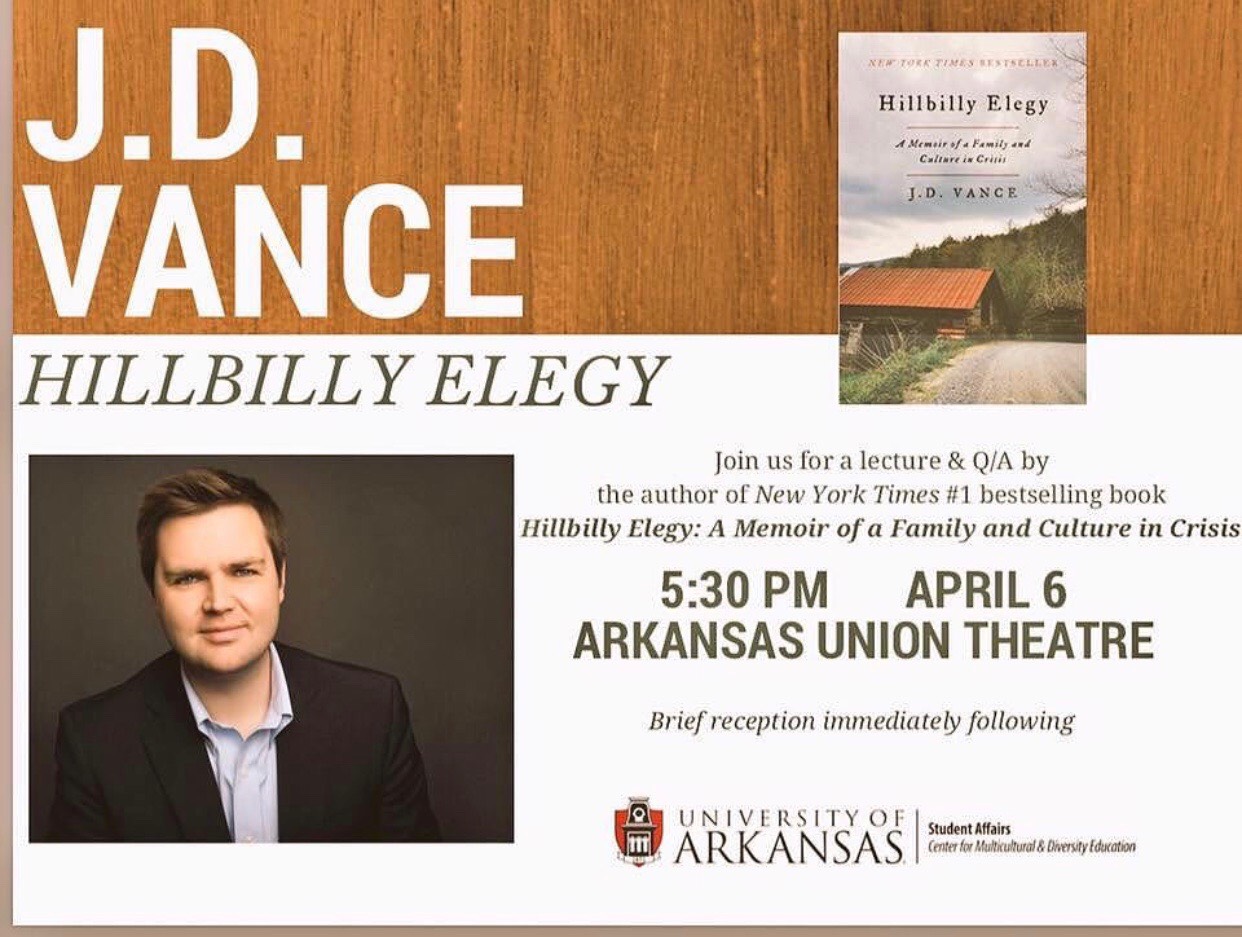 J.D.
VANCE
NEW YORK TIMES BESTSELLER
Hillbilly Elegy
A Memoir of a Family and
Culture in Crisis
J.D. VANCE
HILLBILLY ELEGY
Join us for a lecture & Q/A by
the author of New York Times #1 bestselling book
Hillbilly Elegy: A Memoir of a Family and Culture in Crisis
5:30 PM APRIL 6
ARKANSAS UNION THEATRE
Brief reception immediately following
UNIVERSITY OF
ARKANSAS
Student Affairs
Center for Multicultural & Diversity Education